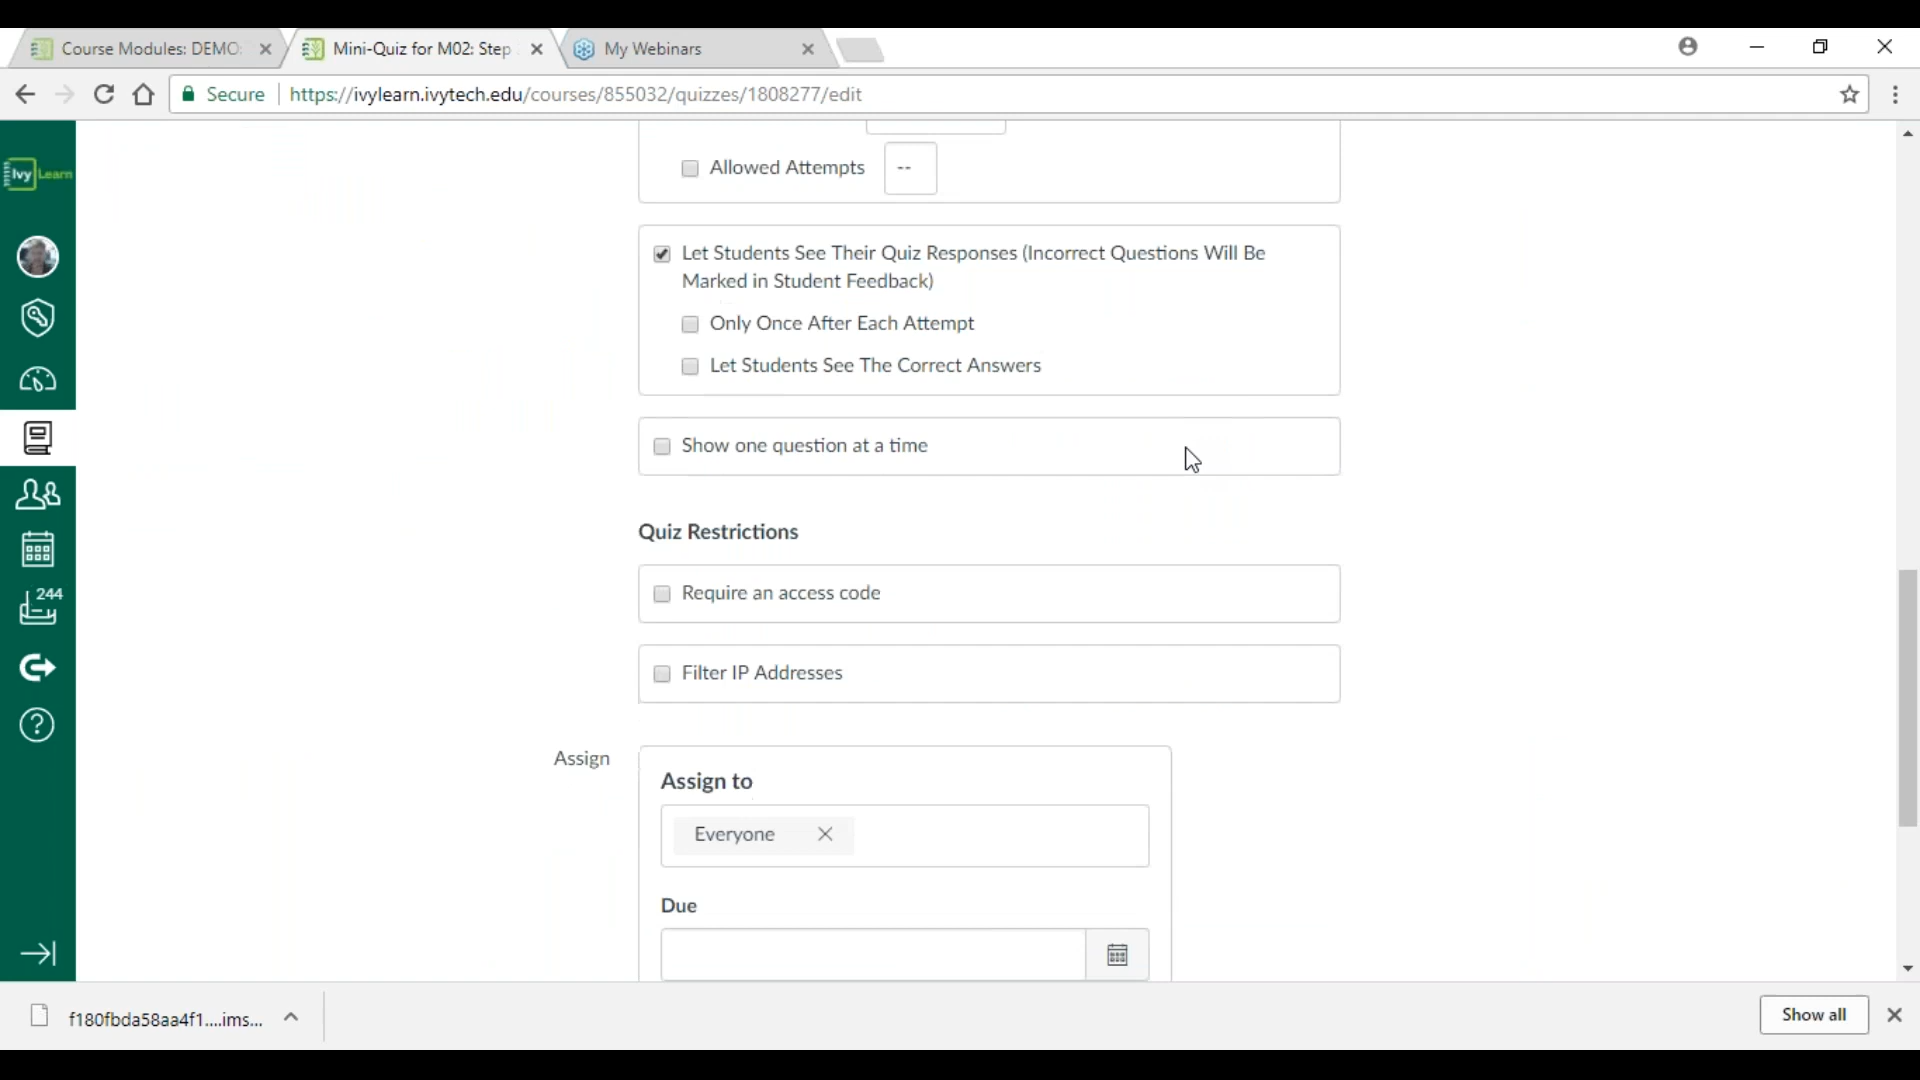 Course Modules: DEMO:
Mini-Quiz for M02: Step
My Webinars
Secure
https://ivylearn.ivytech.edu/courses/855032/quizzes/1808277/edit
Ivy Learn
Allowed Attempts
--
Let Students See Their Quiz Responses (Incorrect Questions Will Be
Marked in Student Feedback)
Only Once After Each Attempt
Let Students See The Correct Answers
Show one question at a time
Quiz Restrictions
Require an access code
244
Filter IP Addresses
Assign
Assign to
Everyone
Due
f180fbda58aa4f1....ims...
Show all